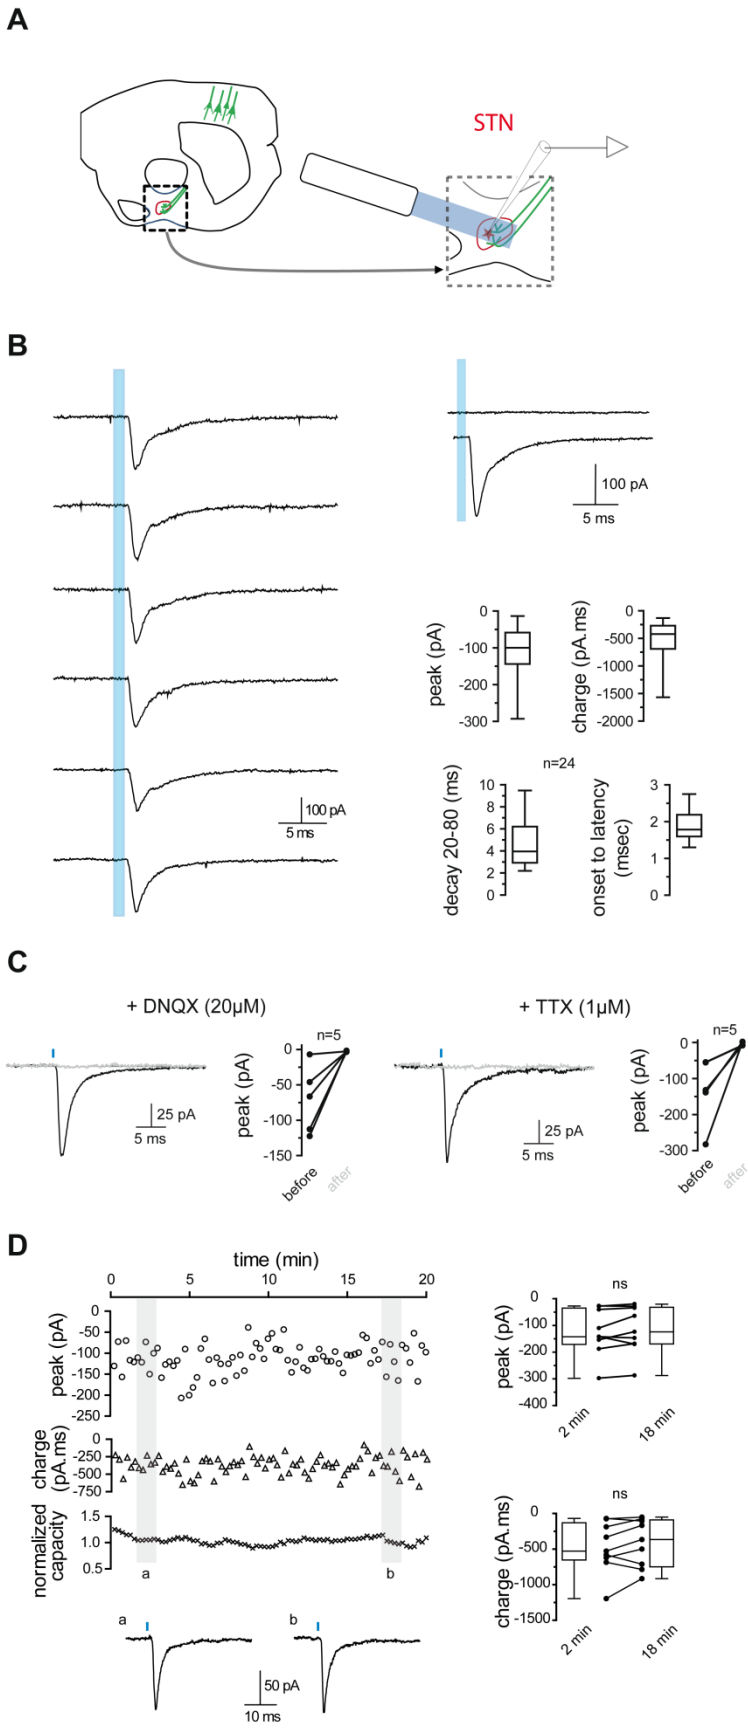 A
STN
B
100 pA
5 ms
100 pA
5 ms
peak (pA)
0
-100
-200
-300
charge (pA.ms)
0
-500
-1000
-1500
-2000
n=24
decay 20-80 (ms)
10
8
6
4
2
0
onset to latency
(msec)
3
2
1
0
C
+ DNQX (20µM)
25 pA
5 ms
n=5
peak (pA)
0
-50
-100
-150
before
after
+ TTX (1µM)
25 pA
5 ms
n=5
peak (pA)
0
-100
-200
-300
before
after
D
time (min)
0 5 10 15 20
peak (pA)
0
-50
-100
-150
-200
-250
charge
(pA.ms)
0
-250
-500
-750
normalized
capacity
1.5
1.0
0.5
a
b
a
b
50 pA
10 ms
ns
peak (pA)
0
-100
-200
-300
-400
2 min
18 min
ns
charge (pA.ms)
0
-500
-1000
-1500
2 min
18 min